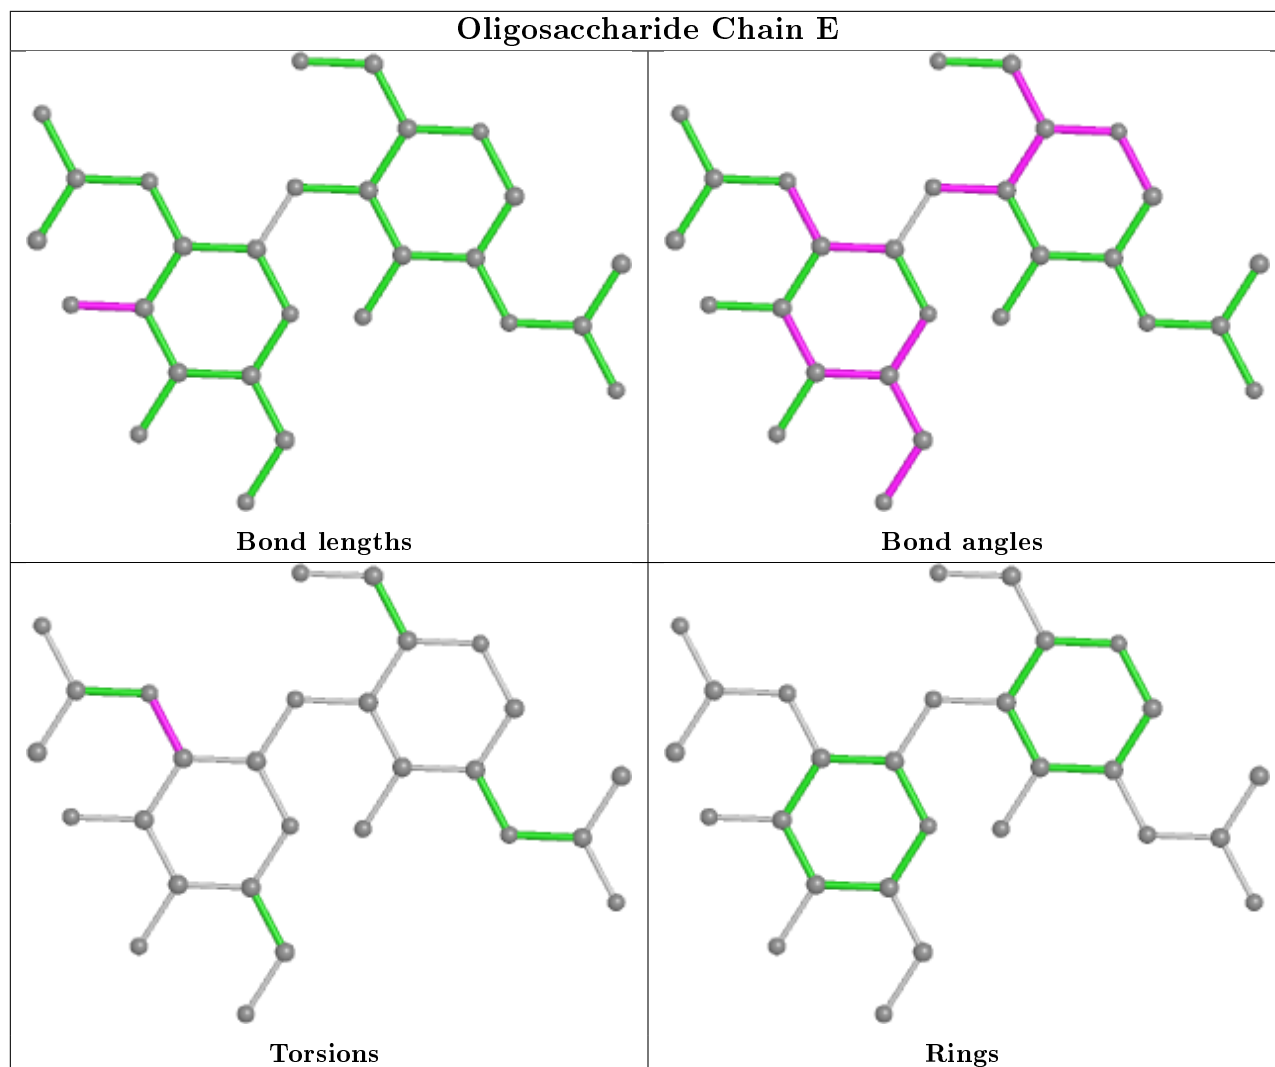 Oligosaccharide Chain E
Bond lengths
Bond angles
Torsions
Rings